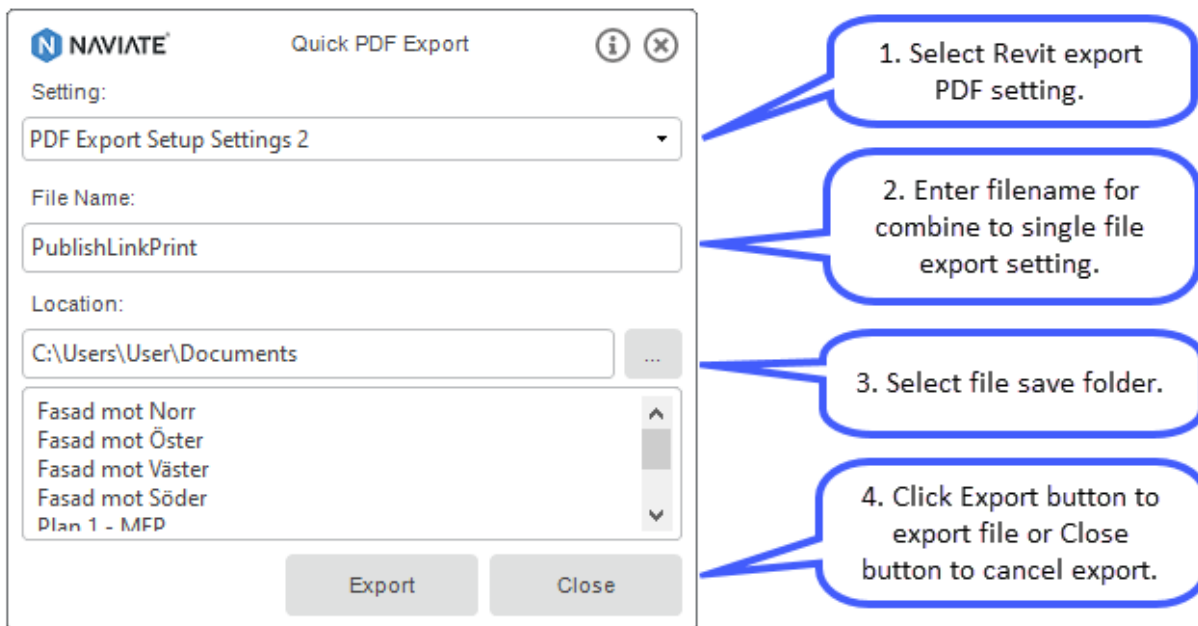 NAVIATE
Quick PDF Export
Setting:
PDF Export Setup Settings 2
File Name:
PublishLinkPrint
Location:
C:\Users\User\Documents
...
Fasad mot Norr
Fasad mot Öster
Fasad mot Väster
Fasad mot Söder
Plan 1 - MEP
Export
Close
1. Select Revit export
PDF setting.
2. Enter filename for
combine to single file
export setting.
3. Select file save folder.
4. Click Export button to
export file or Close
button to cancel export.